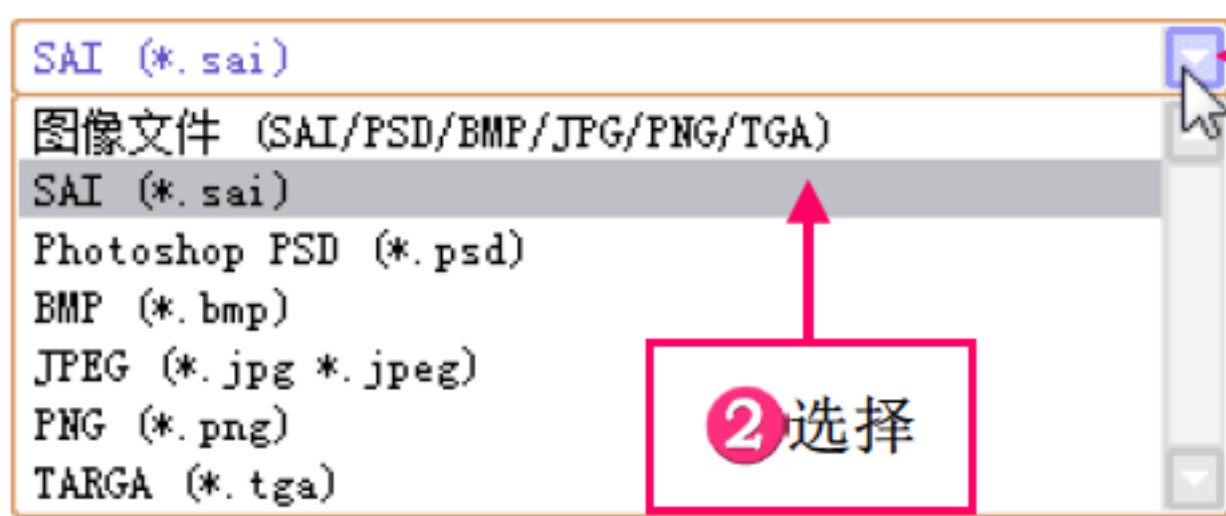 SAI (*.sai)
图像文件 (SAI/PSD/BMP/JPG/PNG/TGA)
SAI (*.sai)
Photoshop PSD (*.psd)
BMP (*.bmp)
JPEG (*.jpg *.jpeg)
PNG (*.png)
TARGA (*.tga)
2选择